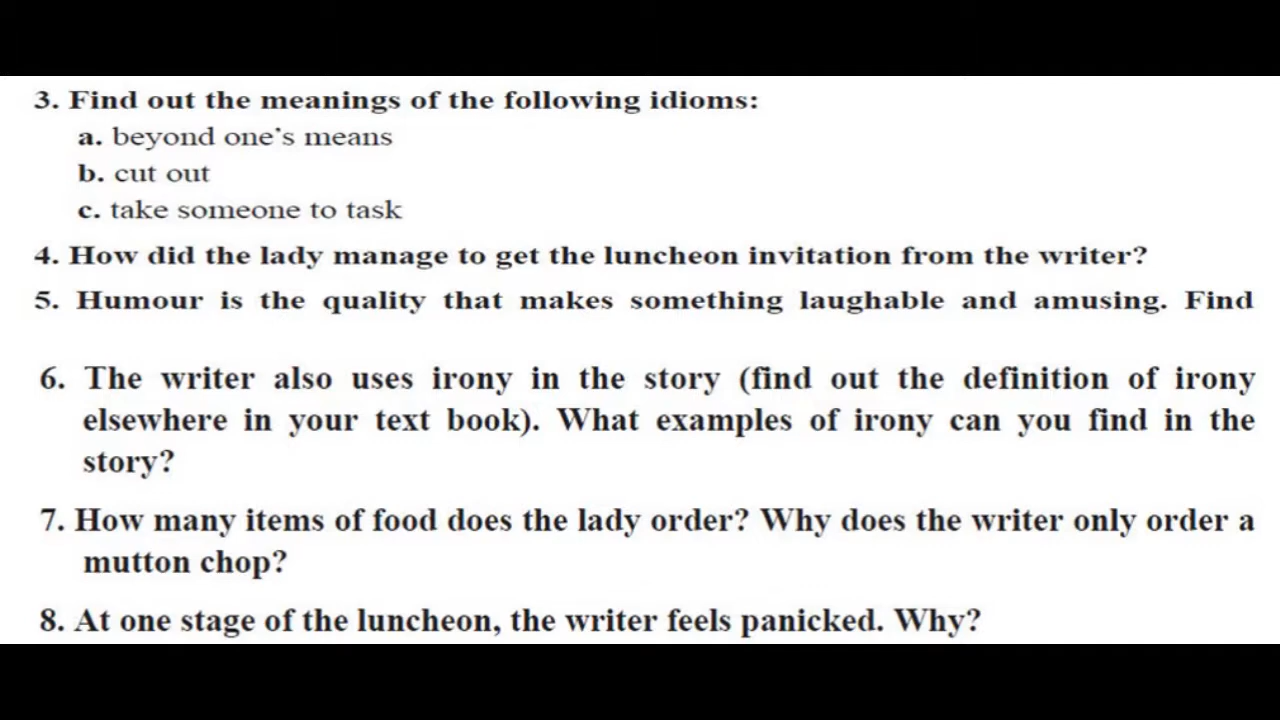 3. Find out the meanings of the following idioms:
a. beyond one's means
b. cut out
c. take someone to task
4. How did the lady manage to get the luncheon invitation from the writer?
5. Humour is the quality that makes something laughable and amusing. Find
6. The writer also uses irony in the story (find out the definition of irony
elsewhere in your text book). What examples of irony can you find in the
story?
7. How many items of food does the lady order? Why does the writer only order a
mutton chop?
8. At one stage of the luncheon, the writer feels panicked. Why?